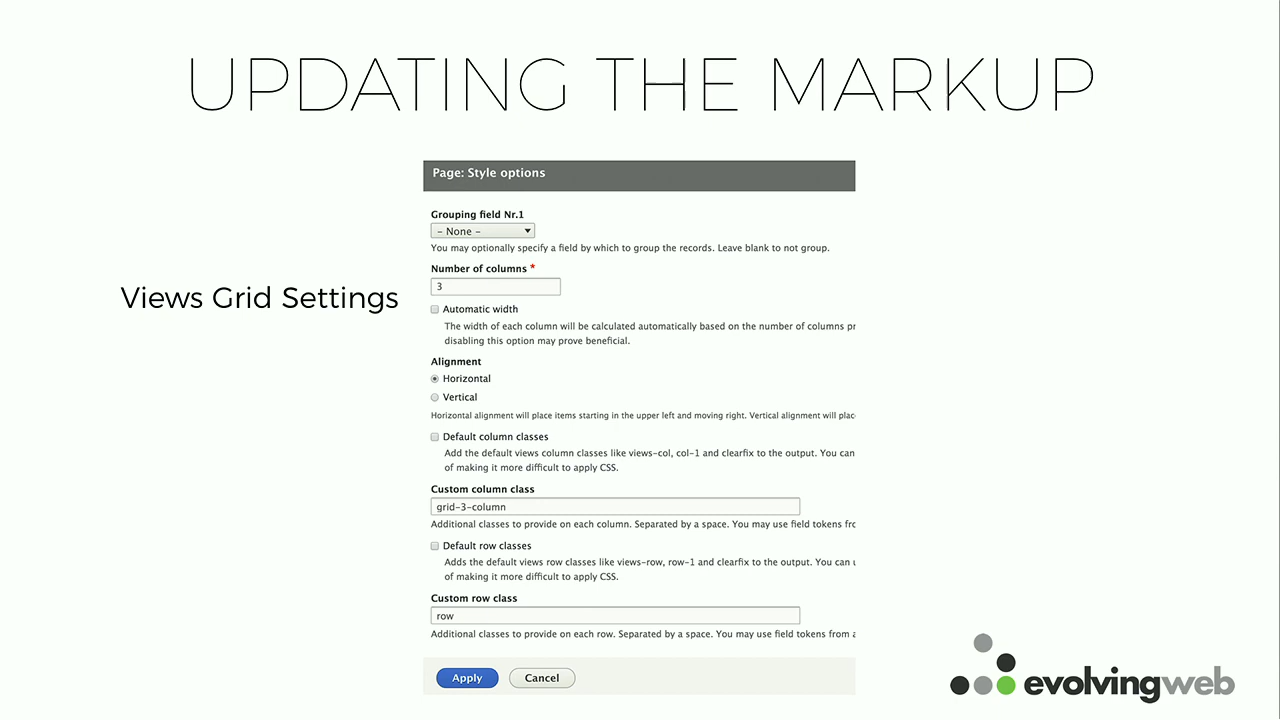 UPDATING THE MARKUP
Page: Style options
Grouping field Nr.1
- None -
You may optionally specify a field by which to group the records. Leave blank to not group.
Number of columns *
3
Views Grid Settings
Automatic width
The width of each column will be calculated automatically based on the number of columns pr
disabling this option may prove beneficial.
Alignment
Horizontal
Vertical
Horizontal alignment will place items starting in the upper left and moving right. Vertical alignment will plac
Default column classes
Add the default views column classes like views-col, col-1 and clearfix to the output. You can
of making it more difficult to apply CSS.
Custom column class
grid-3-column
Additional classes to provide on each column. Separated by a space. You may use field tokens frc
Default row classes
Adds the default views row classes like views-row, row-1 and clearfix to the output. You can u
of making it more difficult to apply CSS.
Custom row class
row
Additional classes to provide on each row. Separated by a space. You may use field tokens from a
Apply Cancel
evolvingweb